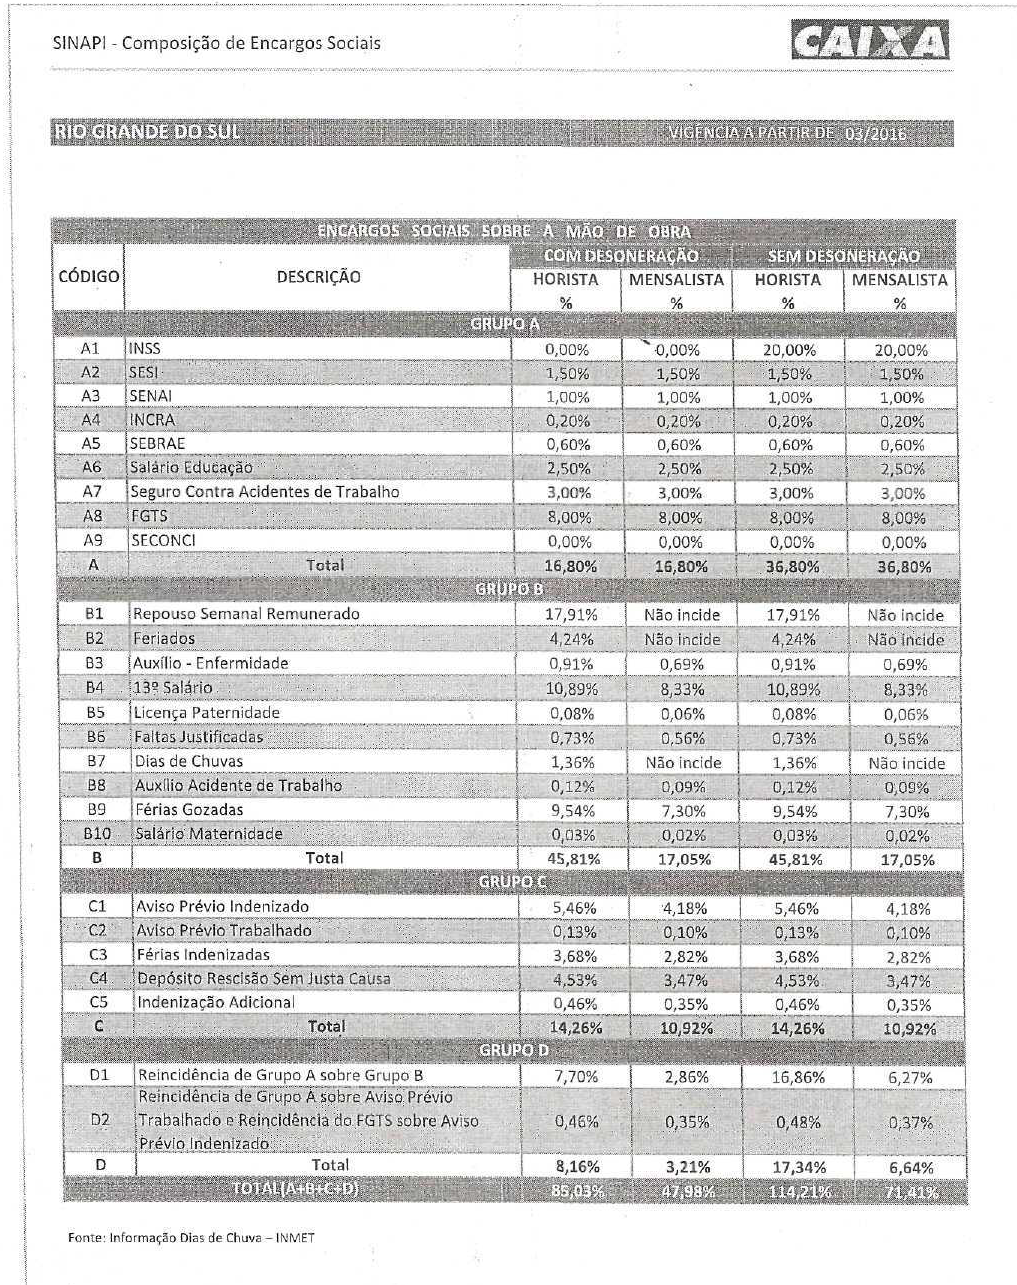 SINAPI - Composição de Encargos Sociais
CAIXA
RIO GRANDE DO SUL VIGÊNCIA A PARTIR DE 03/2016
ENCARGOS SOCIAIS SOBRE A MÃO DE OBRA
COM DESONERAÇÃO SEM DESONERAÇÃO
CÓDIGO DESCRIÇÃO HORISTA MENSALISTA HORISTA MENSALISTA
% % % %
GRUPO A
A1 INSS 0,00% 0,00% 20,00% 20,00%
A2 SESI 1,50% 1,50% 1,50% 1,50%
A3 SENAI 1,00% 1,00% 1,00% 1,00%
A4 INCRA 0,20% 0,20% 0,20% 0,20%
A5 SEBRAE 0,60% 0,60% 0,60% 0,60%
A6 Salário Educação 2,50% 2,50% 2,50% 2,50%
A7 Seguro Contra Acidentes de Trabalho 3,00% 3,00% 3,00% 3,00%
A8 FGTS 8,00% 8,00% 8,00% 8,00%
A9 SECONCI 0,00% 0,00% 0,00% 0,00%
A Total 16,80% 16,80% 36,80% 36,80%
GRUPO B
B1 Repouso Semanal Remunerado 17,91% Não incide 17,91% Não incide
B2 Feriados 4,24% Não incide 4,24% Não incide
B3 Auxílio - Enfermidade 0,91% 0,69% 0,91% 0,69%
B4 13º Salário 10,89% 8,33% 10,89% 8,33%
B5 Licença Paternidade 0,08% 0,06% 0,08% 0,06%
B6 Faltas Justificadas 0,73% 0,56% 0,73% 0,56%
B7 Dias de Chuvas 1,36% Não incide 1,36% Não incide
B8 Auxílio Acidente de Trabalho 0,12% 0,09% 0,12% 0,09%
B9 Férias Gozadas 9,54% 7,30% 9,54% 7,30%
B10 Salário Maternidade 0,03% 0,02% 0,03% 0,02%
B Total 45,81% 17,05% 45,81% 17,05%
GRUPO C
C1 Aviso Prévio Indenizado 5,46% 4,18% 5,46% 4,18%
C2 Aviso Prévio Trabalhado 0,13% 0,10% 0,13% 0,10%
C3 Férias Indenizadas 3,68% 2,82% 3,68% 2,82%
C4 Depósito Rescisão Sem Justa Causa 4,53% 3,47% 4,53% 3,47%
C5 Indenização Adicional 0,46% 0,35% 0,46% 0,35%
C Total 14,26% 10,92% 14,26% 10,92%
GRUPO D
D1 Reincidência de Grupo A sobre Grupo B 7,70% 2,86% 16,86% 6,27%
Reincidência de Grupo A sobre Aviso Prévio
D2 Trabalhado e Reincidência do FGTS sobre Aviso 0,46% 0,35% 0,48% 0,37%
Prévio Indenizado
D Total 8,16% 3,21% 17,34% 6,64%
TOTAL(A+B+C+D) 85,03% 47,98% 114,21% 71,41%
Fonte: Informação Dias de Chuva – INMET